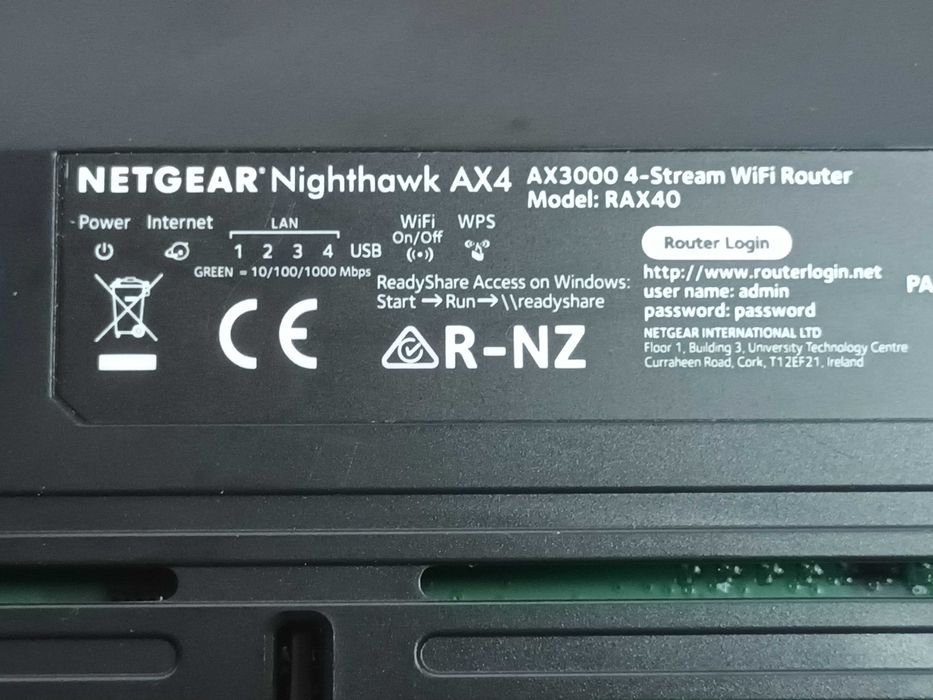 NETGEAR® Nighthawk AX4
AX3000 4-Stream WiFi Router
Model: RAX40
Power Internet LAN WiFi On/Off WPS
1 2 3 4 USB
GREEN = 10/100/1000 Mbps
ReadyShare Access on Windows:
Start → Run → \\readyshare
CE
R-NZ
Router Login
http://www.routerlogin.net
user name: admin
password: password
NETGEAR INTERNATIONAL LTD
Floor 1, Building 3, University Technology Centre
Curraheen Road, Cork, T12EF21, Ireland
PA